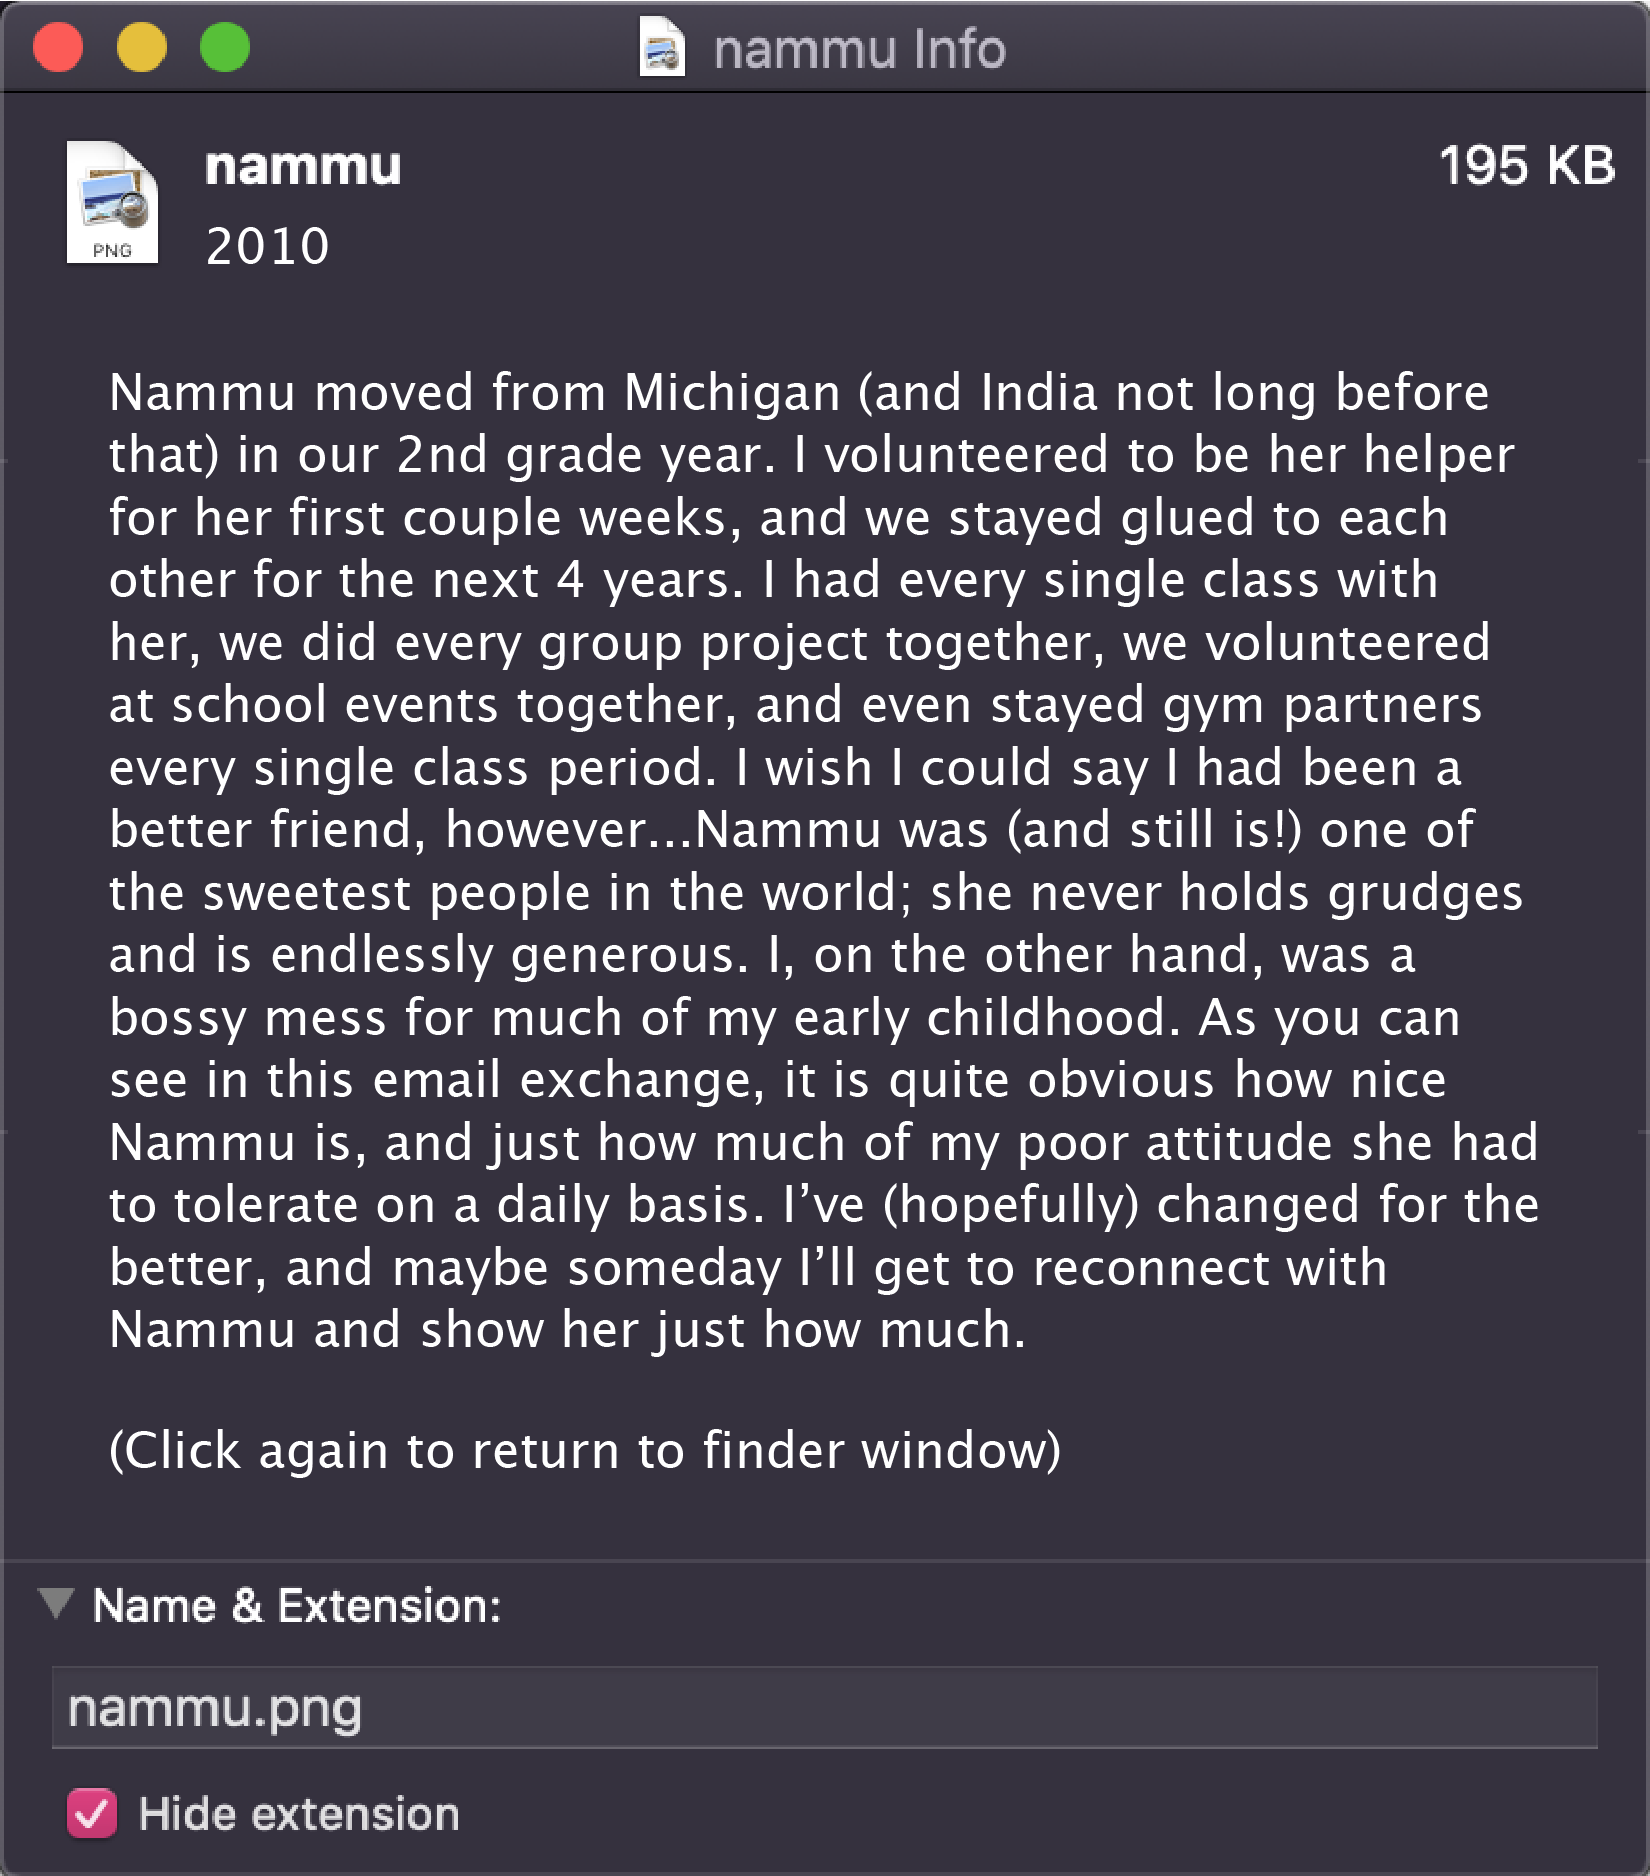 nammu Info
nammu
195 KB
PNG
2010
Nammu moved from Michigan (and India not long before
that) in our 2nd grade year. I volunteered to be her helper
for her first couple weeks, and we stayed glued to each
other for the next 4 years. I had every single class with
her, we did every group project together, we volunteered
at school events together, and even stayed gym partners
every single class period. I wish I could say I had been a
better friend, however...Nammu was (and still is!) one of
the sweetest people in the world; she never holds grudges
and is endlessly generous. I, on the other hand, was a
bossy mess for much of my early childhood. As you can
see in this email exchange, it is quite obvious how nice
Nammu is, and just how much of my poor attitude she had
to tolerate on a daily basis. I’ve (hopefully) changed for the
better, and maybe someday I’ll get to reconnect with
Nammu and show her just how much.
(Click again to return to finder window)
Name & Extension:
nammu.png
Hide extension